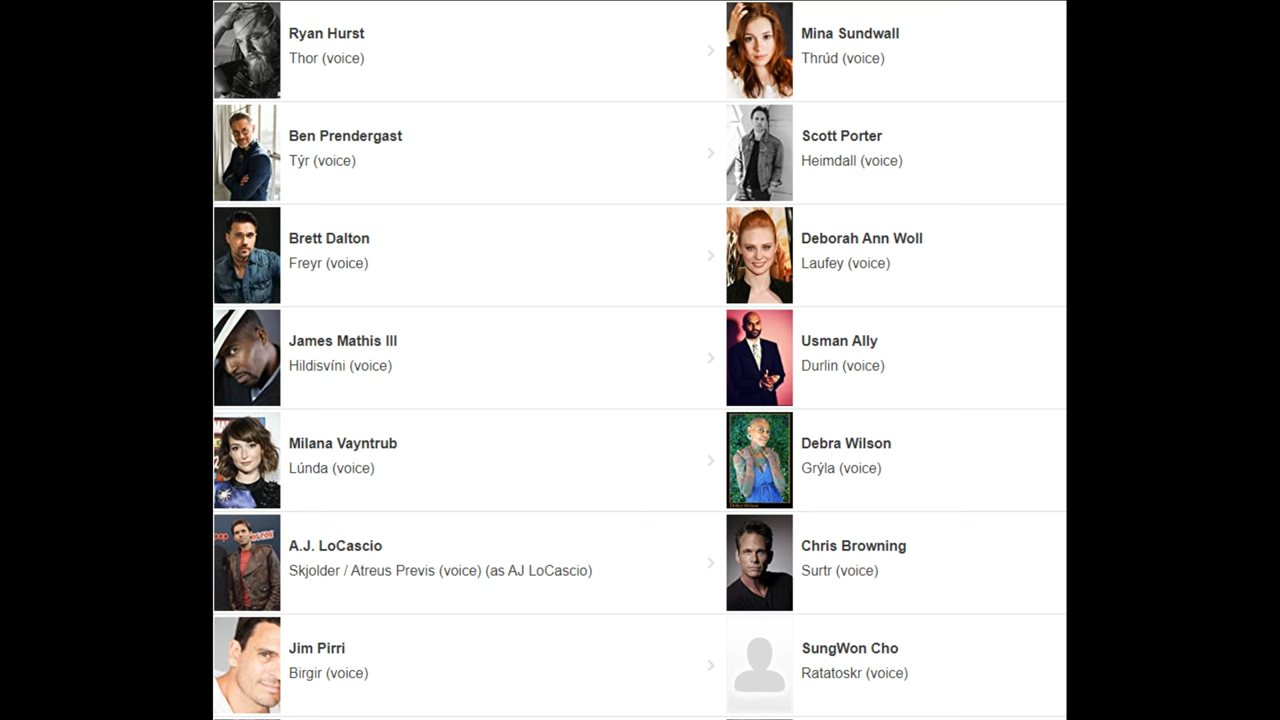 Ryan Hurst
Thor (voice)
Mina Sundwall
Thrúd (voice)
Ben Prendergast
Týr (voice)
Scott Porter
Heimdall (voice)
Brett Dalton
Freyr (voice)
Deborah Ann Woll
Laufey (voice)
James Mathis III
Hildisvíni (voice)
Usman Ally
Durlin (voice)
Milana Vayntrub
Lúnda (voice)
Debra Wilson
Grýla (voice)
A.J. LoCascio
Skjolder / Atreus Previs (voice) (as AJ LoCascio)
Chris Browning
Surtr (voice)
Jim Pirri
Birgir (voice)
SungWon Cho
Ratatoskr (voice)